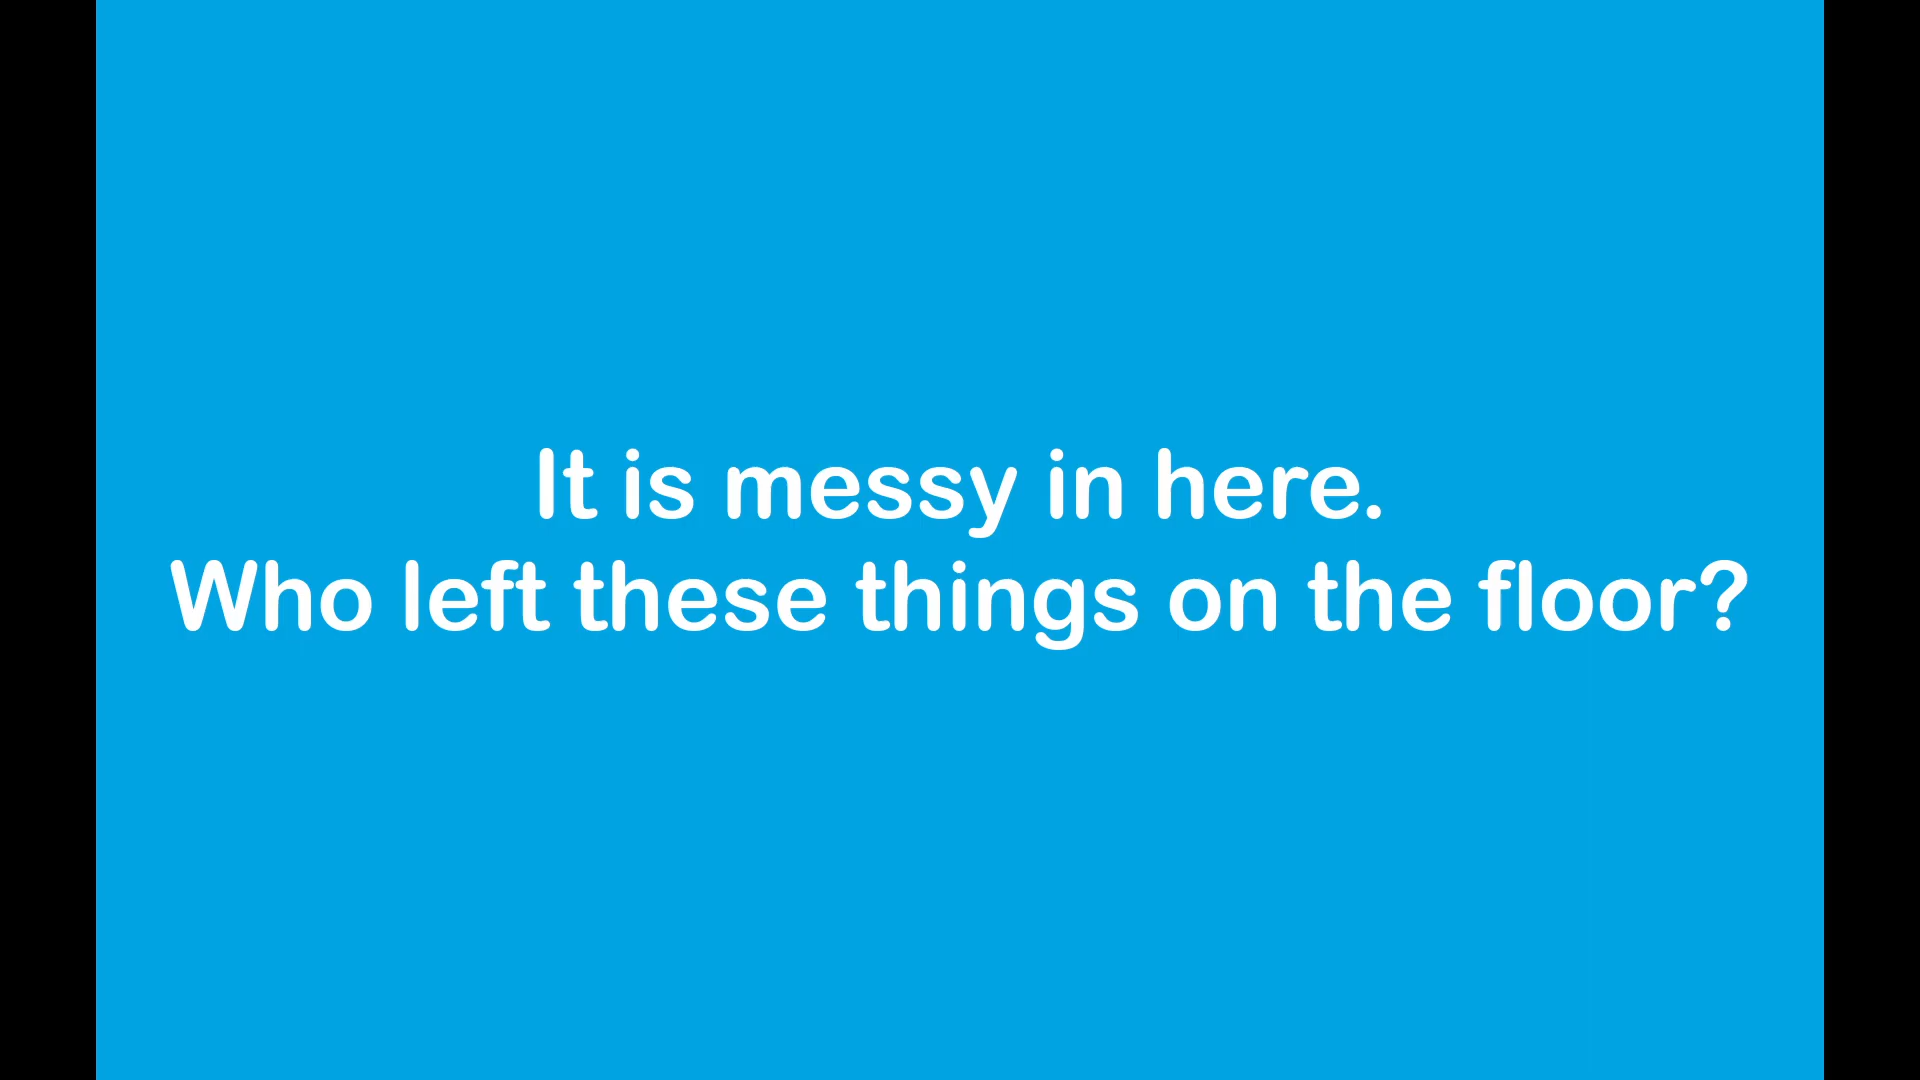 It is messy in here.
Who left these things on the floor?